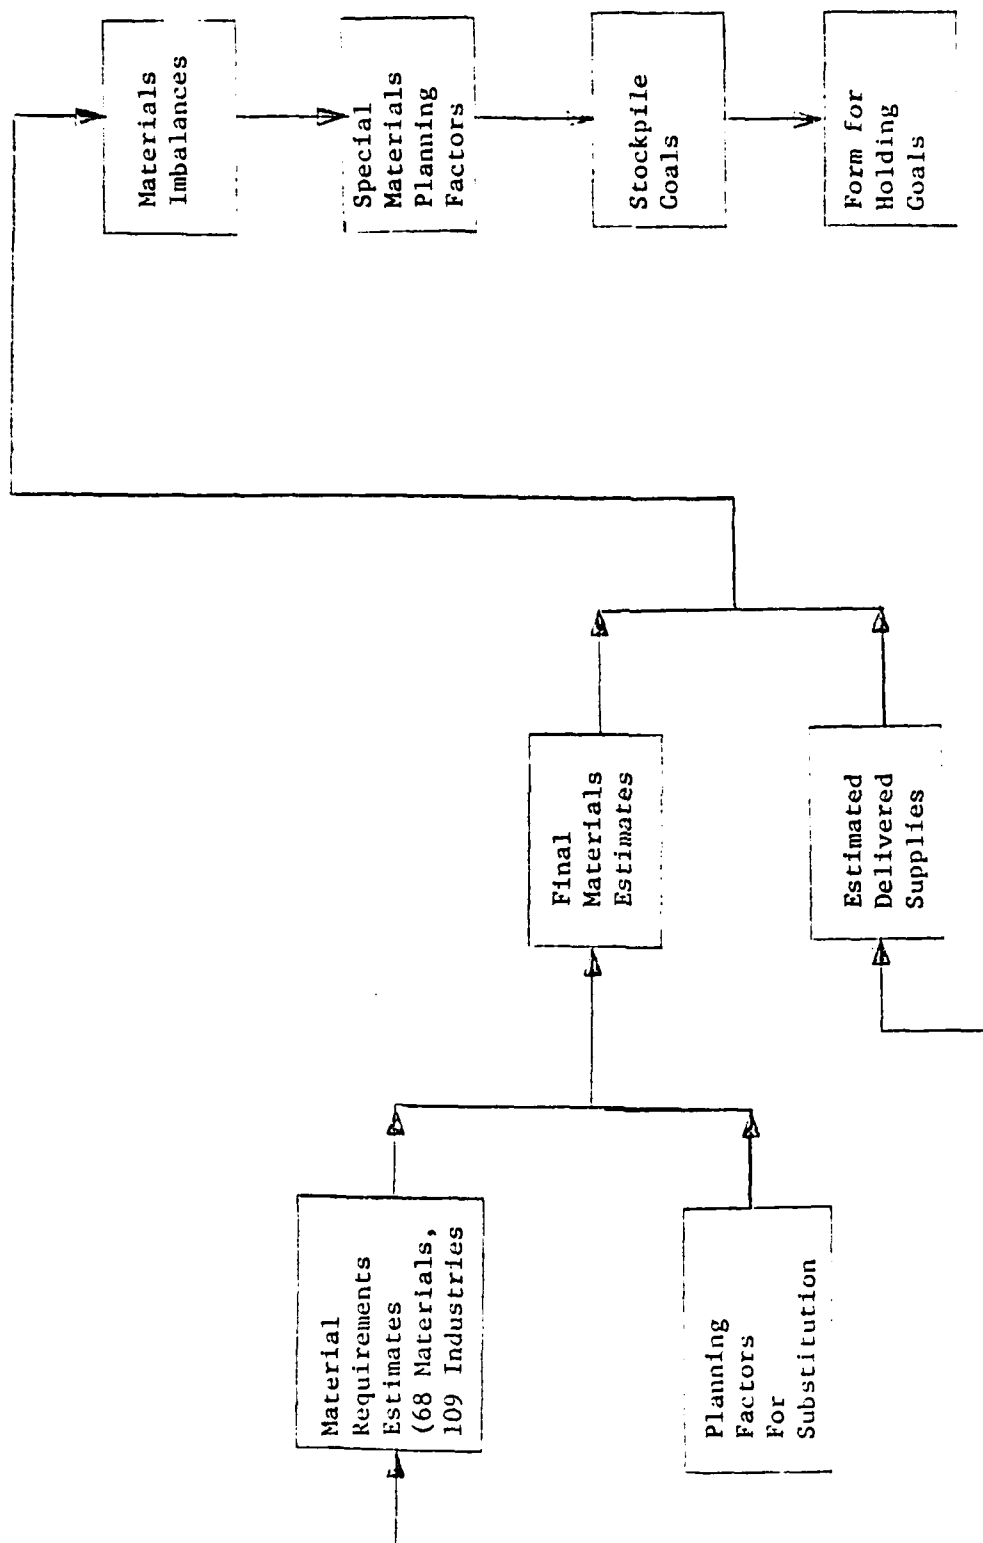 Material
Requirements
Estimates
(68 Materials,
109 Industries
Planning
Factors
For
Substitution
Final
Materials
Estimates
Estimated
Delivered
Supplies
Materials
Imbalances
Special
Materials
Planning
Factors
Stockpile
Goals
Form for
Holding
Goals